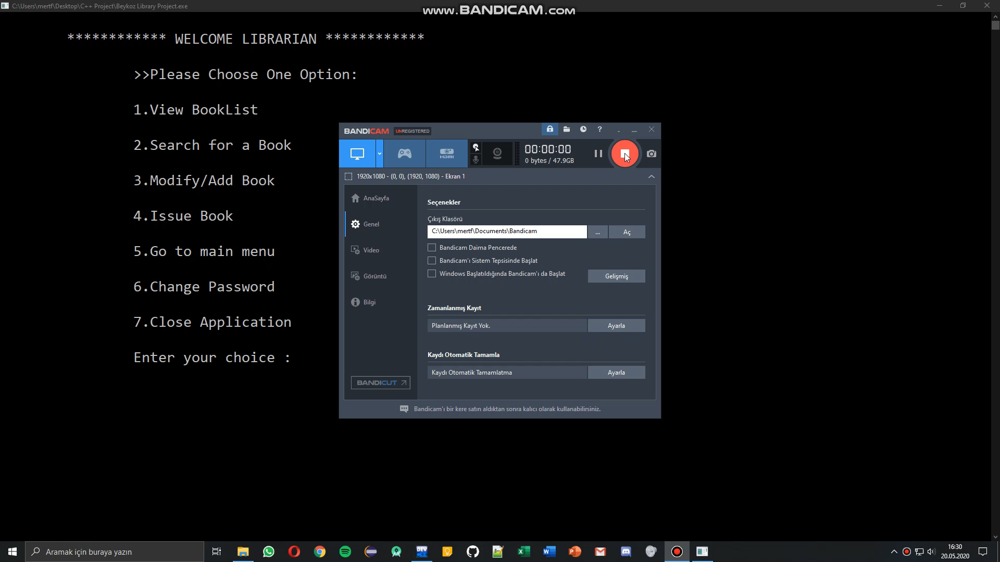 C:\Users\mertf\Desktop\C++ Project\Beykoz Library Project.exe
www.BANDICAM.com
************ WELCOME LIBRARIAN ************
>>Please Choose One Option:
1.View BookList
2.Search for a Book
3.Modify/Add Book
4.Issue Book
5.Go to main menu
6.Change Password
7.Close Application
Enter your choice :
BANDICAM UNREGISTERED
?
HDMI
00:00:00
0 bytes / 47.9GB
1920x1080 - (0, 0), (1920, 1080) - Ekran 1
AnaSayfa
Genel
Video
Görüntü
Bilgi
BANDICUT
Seçenekler
Çıkış Klasörü
C:\Users\mertf\Documents\Bandicam
...
Aç
Bandicam Daima Pencerede
Bandicam'ı Sistem Tepsisinde Başlat
Windows Başlatıldığında Bandicam'ı da Başlat
Gelişmiş
Zamanlanmış Kayıt
Planlanmış Kayıt Yok.
Ayarla
Kaydı Otomatik Tamamla
Kaydı Otomatik Tamamlatma
Ayarla
Bandicam'ı bir kere satın aldıktan sonra kalıcı olarak kullanabilirsiniz.
Aramak için buraya yazın
DEV
16:30
20.05.2020